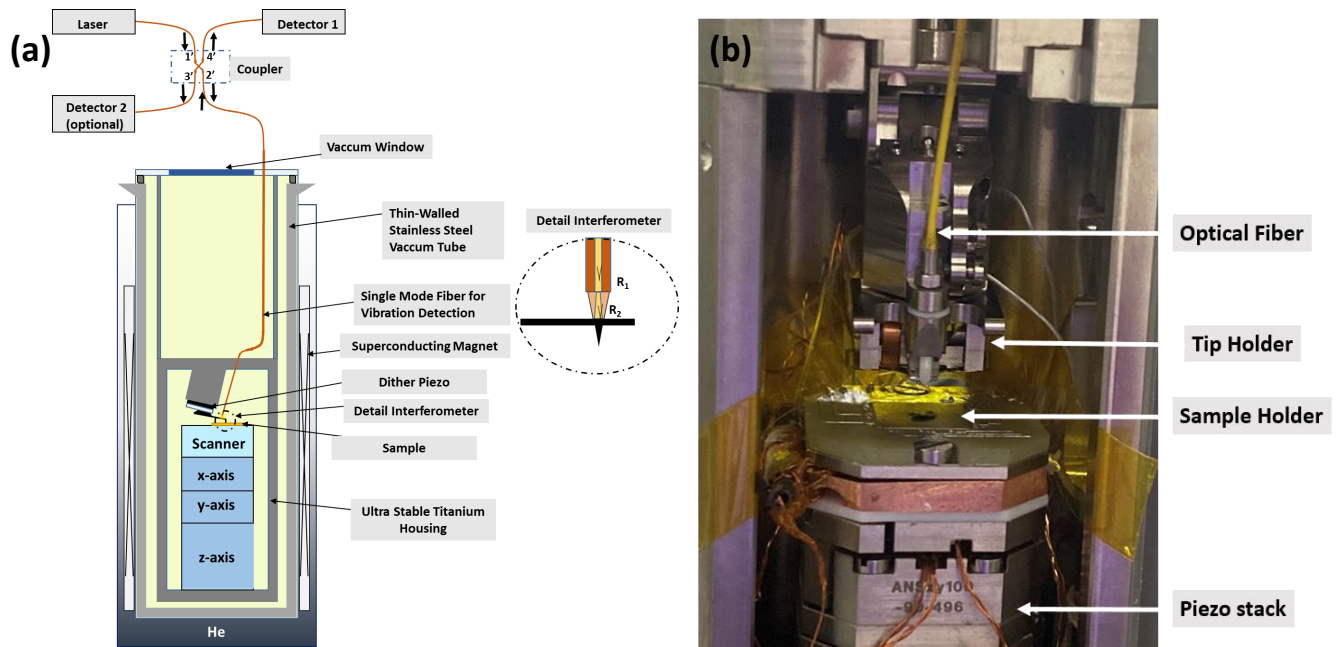 (a)
Laser
Detector 1
1’ 4’
3’ 2’
Coupler
Detector 2
(optional)
Vaccum Window
Thin-Walled
Stainless Steel
Vaccum Tube
Detail Interferometer
R1
R2
Single Mode Fiber for
Vibration Detection
Superconducting Magnet
Dither Piezo
Detail Interferometer
Sample
Scanner
x-axis
y-axis
z-axis
Ultra Stable Titanium
Housing
He
(b)
Optical Fiber
Tip Holder
Sample Holder
Piezo stack
ANSxy100